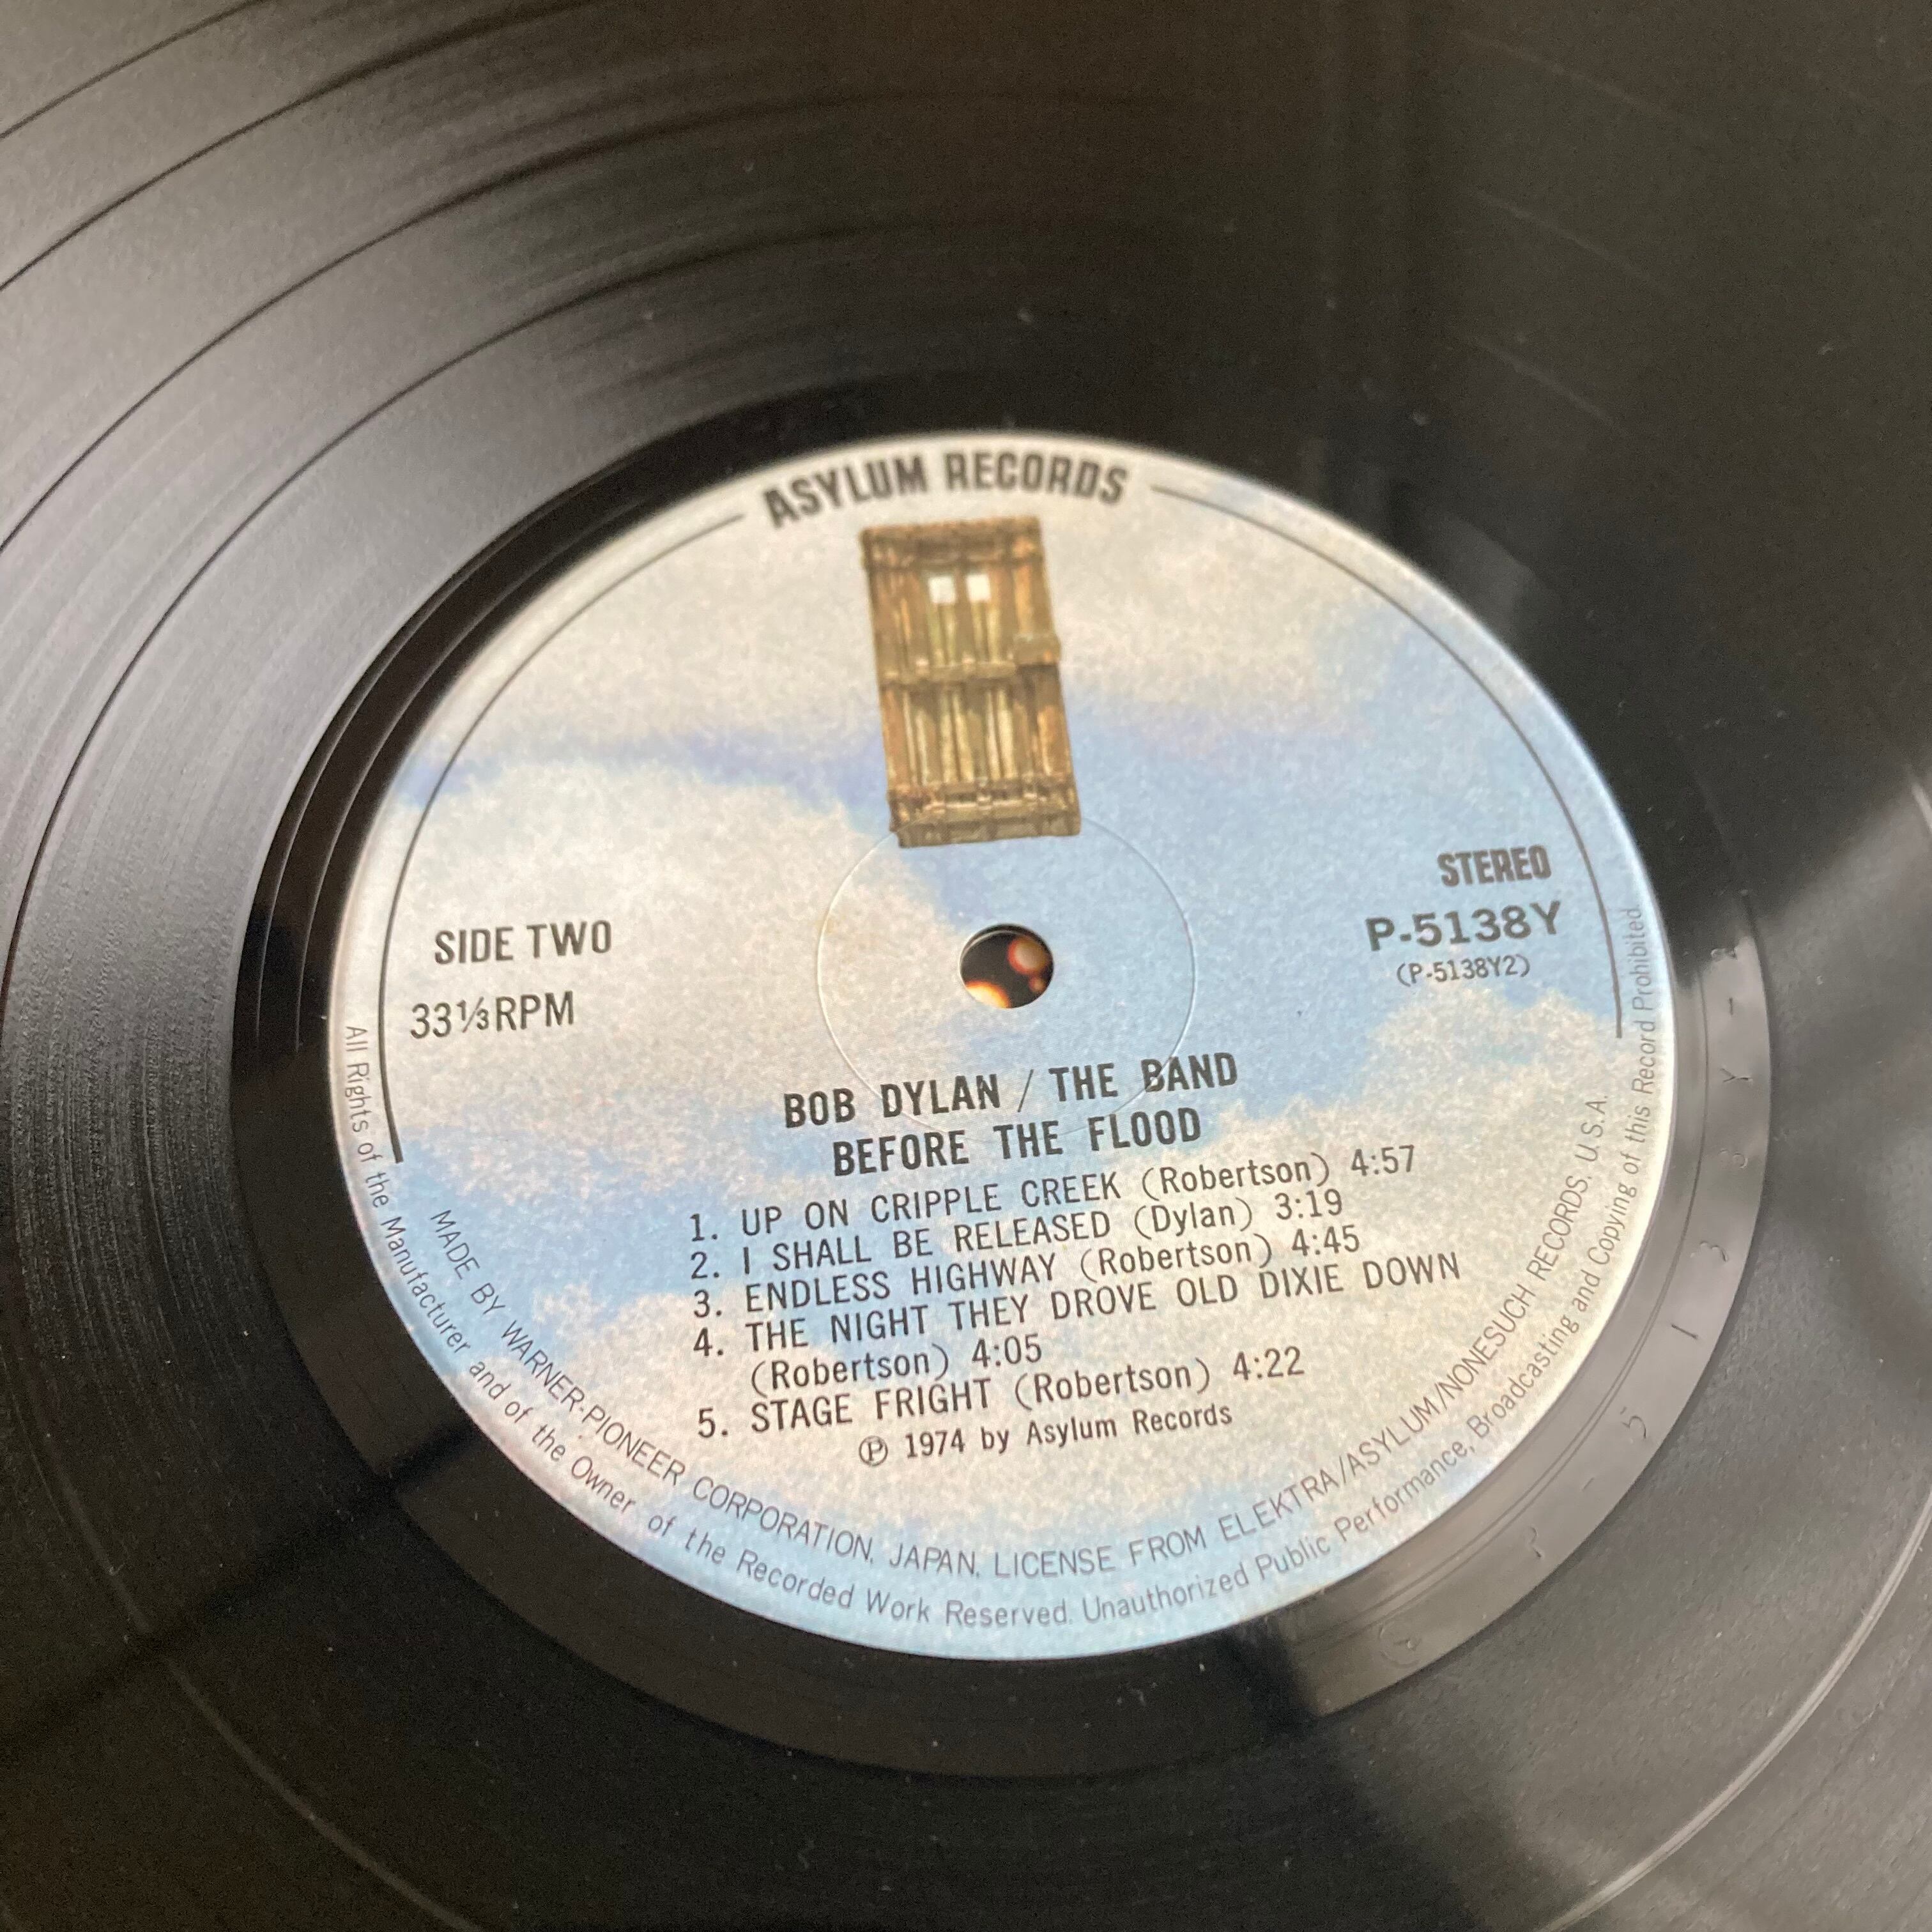 ASYLUM RECORDS
STEREO
SIDE TWO
P-5138Y
(P-5138Y2)
33⅓ RPM
BOB DYLAN / THE BAND
BEFORE THE FLOOD
1. UP ON CRIPPLE CREEK (Robertson) 4:57
2. I SHALL BE RELEASED (Dylan) 3:19
3. ENDLESS HIGHWAY (Robertson) 4:45
4. THE NIGHT THEY DROVE OLD DIXIE DOWN
(Robertson) 4:05
5. STAGE FRIGHT (Robertson) 4:22
Ⓟ 1974 by Asylum Records
MADE BY WARNER-PIONEER CORPORATION, JAPAN. LICENSE FROM ELEKTRA/ASYLUM/NONESUCH RECORDS, U.S.A.
All Rights of the Manufacturer and of the Owner of the Recorded Work Reserved. Unauthorized Public Performance, Broadcasting and Copying of this Record Prohibited.